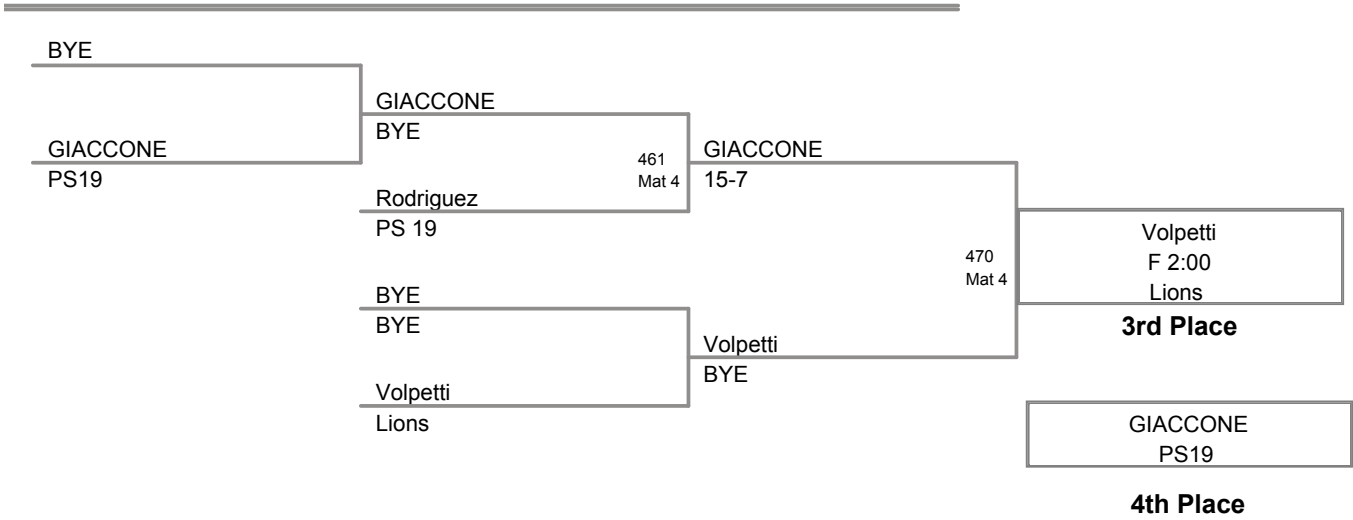 BYE
GIACCONE
PS19
GIACCONE
BYE
Rodriguez
PS 19
BYE
BYE
Volpetti
Lions
461
Mat 4
GIACCONE
15-7
Volpetti
BYE
470
Mat 4
Volpetti
F 2:00
Lions
3rd Place
GIACCONE
PS19
4th Place